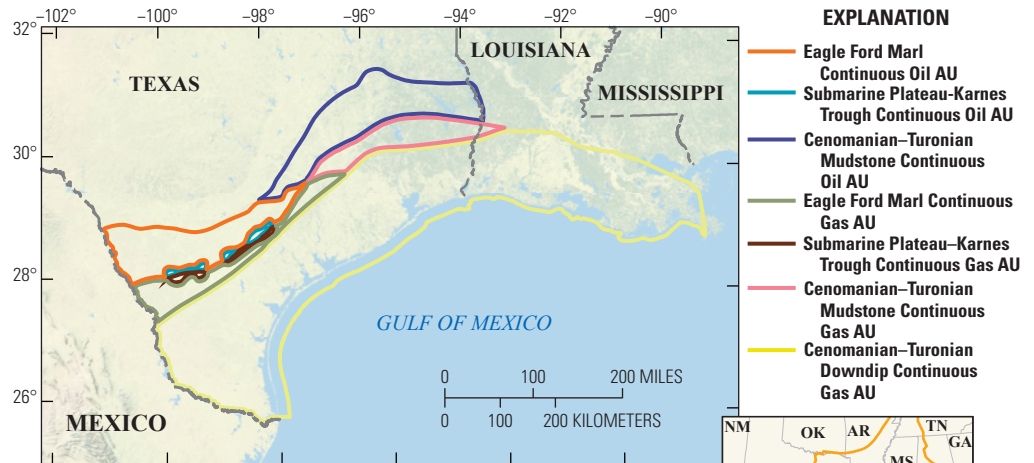 −102°
−100°
−98°
−96°
−94°
−92°
−90°
32°
30°
28°
26°
TEXAS
LOUISIANA
MISSISSIPPI
GULF OF MEXICO
MEXICO
0 100 200 MILES
0 100 200 KILOMETERS
EXPLANATION
Eagle Ford Marl
Continuous Oil AU
Submarine Plateau-Karnes
Trough Continuous Oil AU
Cenomanian–Turonian
Mudstone Continuous
Oil AU
Eagle Ford Marl Continuous
Gas AU
Submarine Plateau–Karnes
Trough Continuous Gas AU
Cenomanian–Turonian
Mudstone Continuous
Gas AU
Cenomanian–Turonian
Downdip Continuous
Gas AU
NM
OK
AR
TN
GA
MS